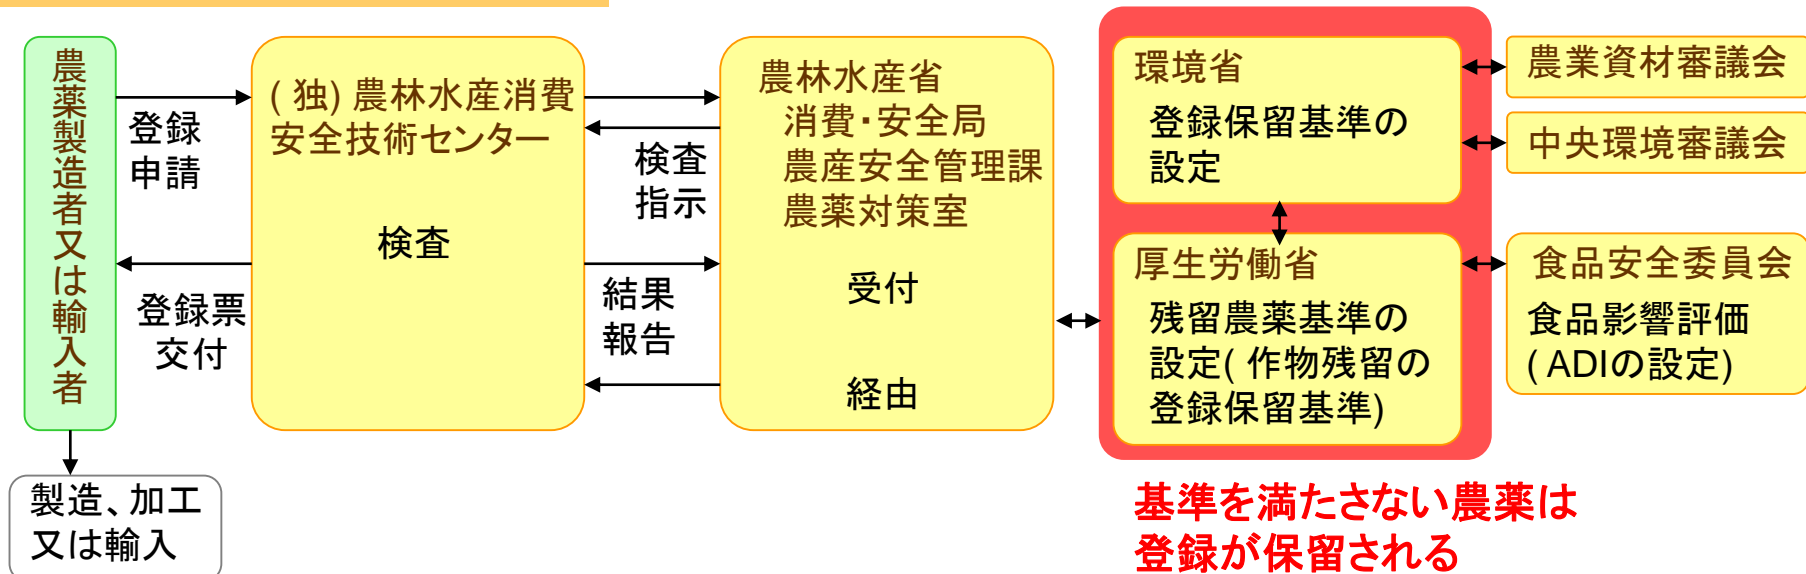 農薬製造者又は輸入者
登録
申請
登録票
交付
製造、加工
又は輸入
(独)農林水産消費
安全技術センター
検査
検査
指示
結果
報告
農林水産省
消費・安全局
農産安全管理課
農薬対策室
受付
経由
環境省
登録保留基準の
設定
厚生労働省
残留農薬基準の
設定(作物残留の
登録保留基準)
農業資材審議会
中央環境審議会
食品安全委員会
食品影響評価
(ADIの設定)
基準を満たさない農薬は
登録が保留される